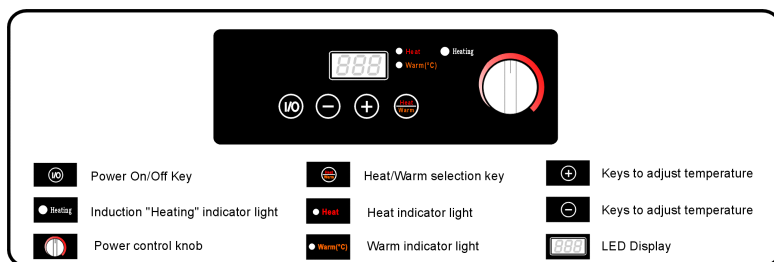 888
Heat
Heating
Warm(°C)
I/O
−
+
Heat
Warm
I/O
Power On/Off Key
Heat
Warm
Heat/Warm selection key
+
Keys to adjust temperature
Heating
Induction "Heating" indicator light
Heat
Heat indicator light
−
Keys to adjust temperature
Power control knob
Warm(°C)
Warm indicator light
888
LED Display